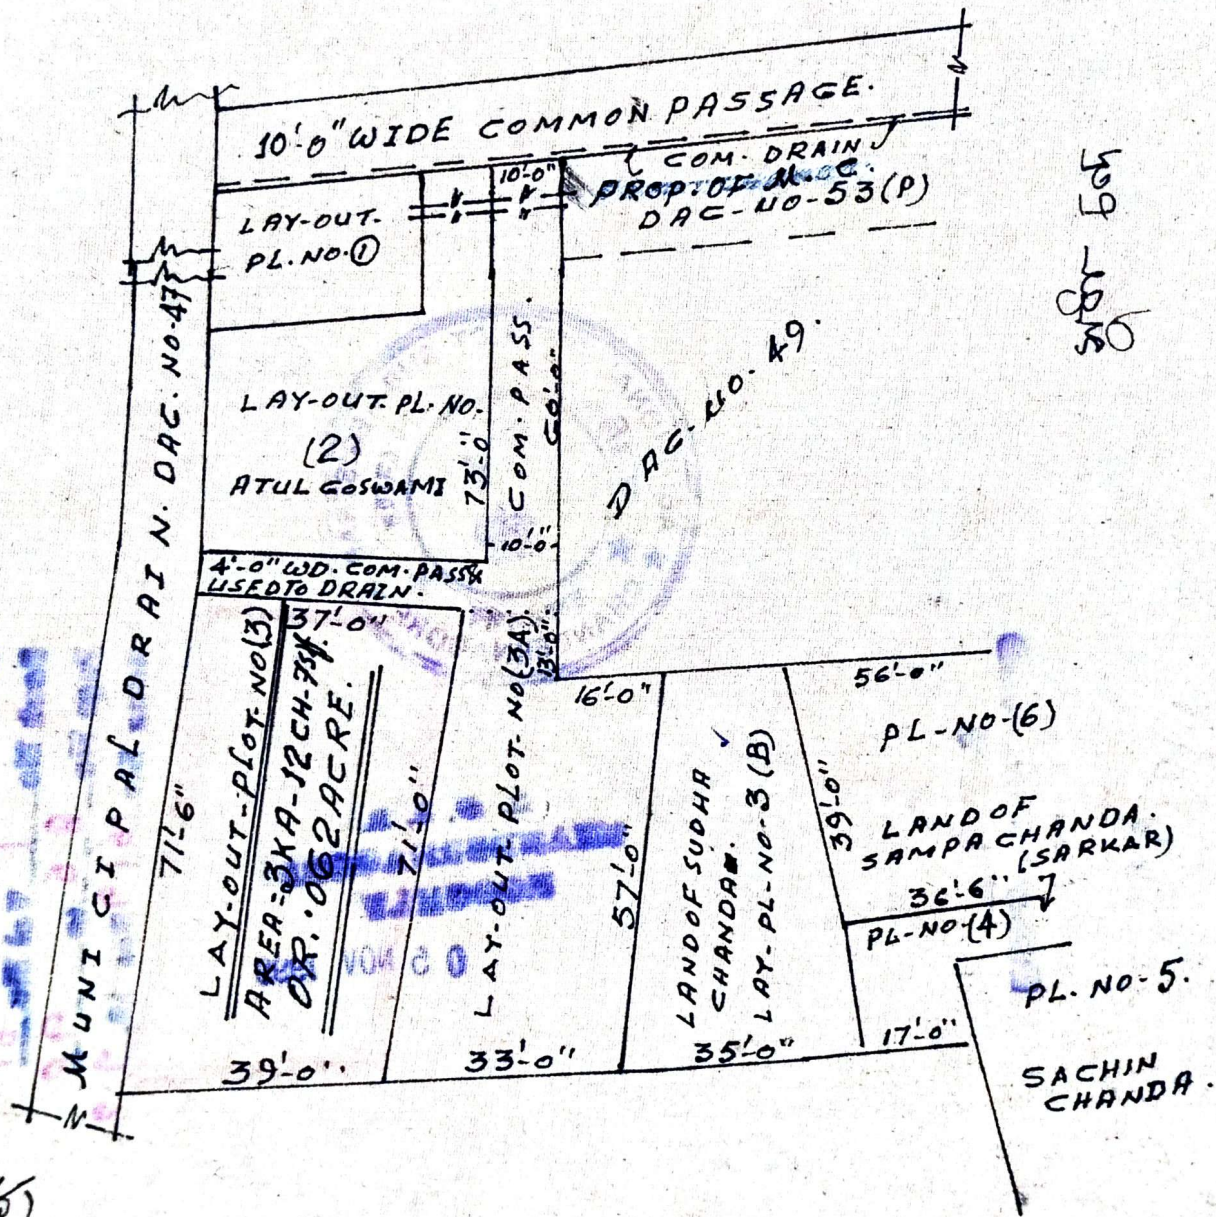 10'-0" WIDE COMMON PASSAGE.
COM. DRAIN
PROP. OF M. C.
DAG-NO-53(P)
10'-0"
LAY-OUT.
PL. NO. ①
MUNICIPAL DRAIN. DAG. NO. 47
LAY-OUT. PL. NO.
(2)
ATUL GOSWAMI
73'-0"
COM. PASS.
60'-0"
10'-0"
DAG-NO-49.
4'-0" WD. COM. PASS &
USED TO DRAIN.
37'-0"
LAY-OUT-PLOT-NO(3)
AREA=3KA-12CH-7Sf.
OR. 062 ACRE.
71'-6"
71'-0"
39'-0"
LAY-OUT-PLOT-NO(3A)
13'-0"
16'-0"
57'-0"
33'-0"
LAND OF SUDHA
CHANDA.
LAY-PL-NO-3(B)
35'-0"
56'-0"
39'-0"
PL-NO-(6)
LAND OF
SAMPA CHANDA.
(SARKAR)
36'-6"
PL-NO-(4)
17'-0"
PL. NO-5.
SACHIN
CHANDA.